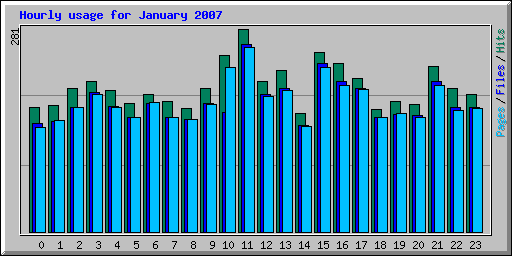 Hourly usage for January 2007
281
Pages/Files/Hits
0 1 2 3 4 5 6 7 8 9 10 11 12 13 14 15 16 17 18 19 20 21 22 23